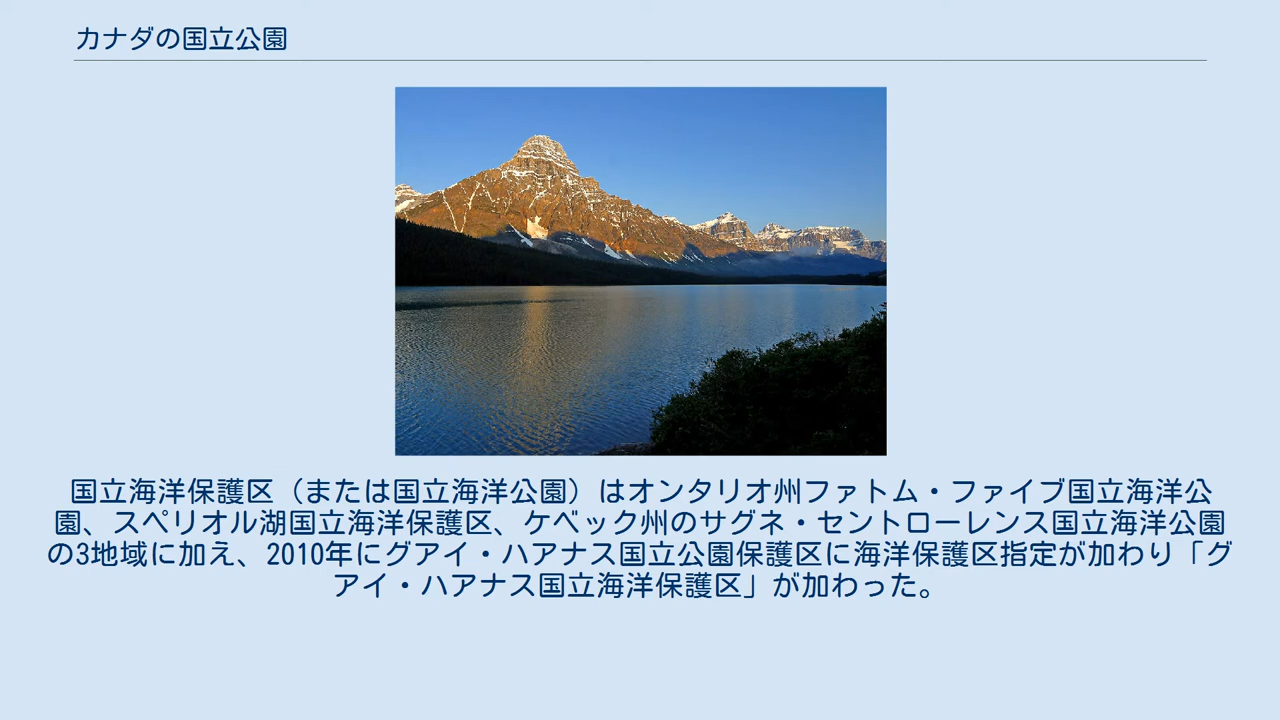 カナダの国立公園
国立海洋保護区（または国立海洋公園）はオンタリオ州ファトム・ファイブ国立海洋公
園、スペリオル湖国立海洋保護区、ケベック州のサグネ・セントローレンス国立海洋公園
の3地域に加え、2010年にグアイ・ハアナス国立公園保護区に海洋保護区指定が加わり「グ
アイ・ハアナス国立海洋保護区」が加わった。